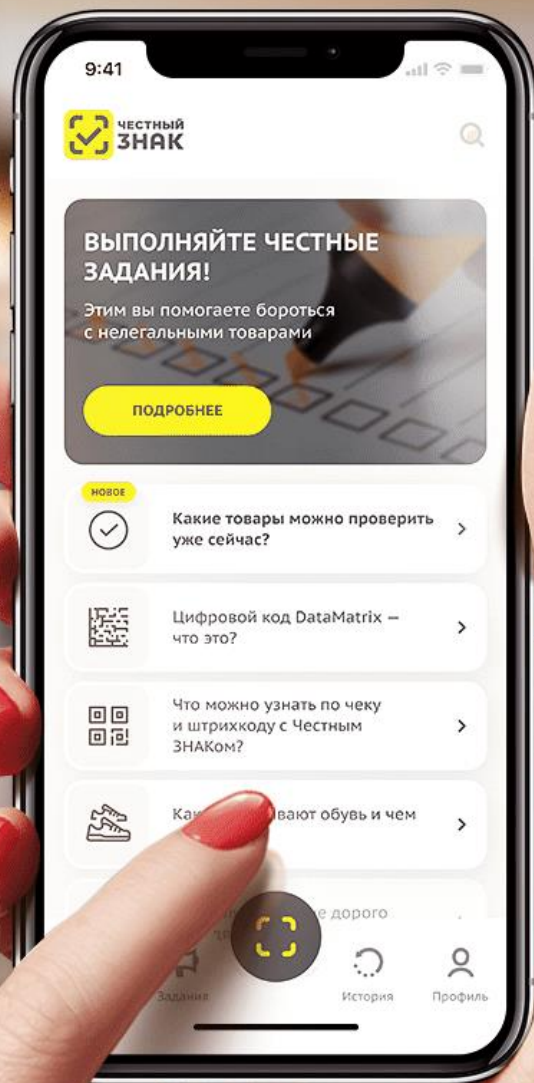 9:41
ЧЕСТНЫЙ
ЗНАК
ВЫПОЛНЯЙТЕ ЧЕСТНЫЕ
ЗАДАНИЯ!
Этим вы помогаете бороться
с нелегальными товарами
ПОДРОБНЕЕ
НОВОЕ
Какие товары можно проверить
уже сейчас?
Цифровой код DataMatrix –
что это?
Что можно узнать по чеку
и штрихкоду с Честным
ЗНАКом?
обувь и чем
дорого
Задания
История
Профиль